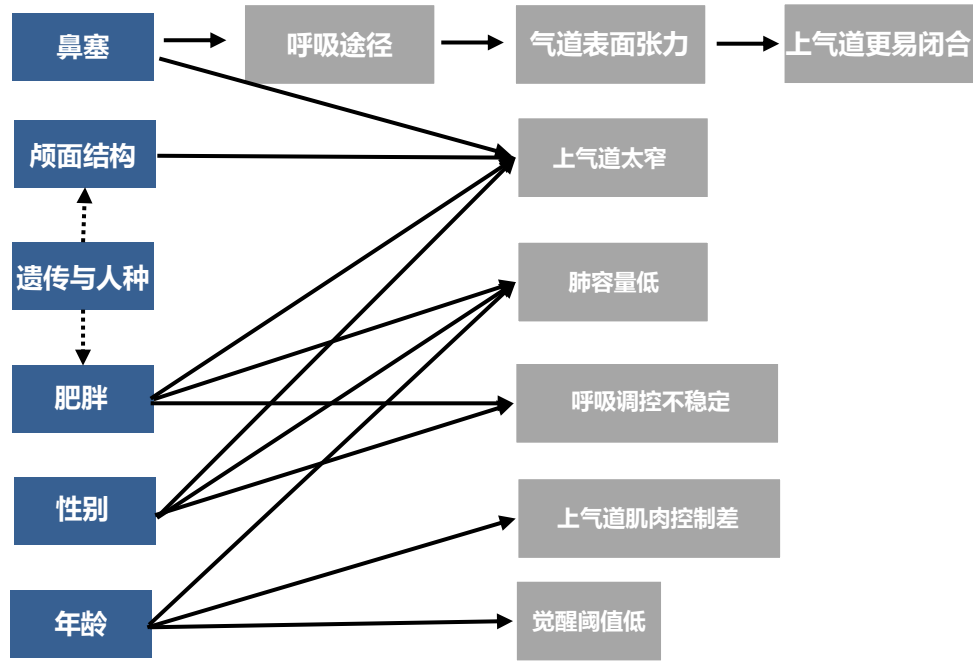 鼻塞
呼吸途径
气道表面张力
上气道更易闭合
颅面结构
上气道太窄
遗传与人种
肺容量低
肥胖
呼吸调控不稳定
性别
上气道肌肉控制差
年龄
觉醒阈值低